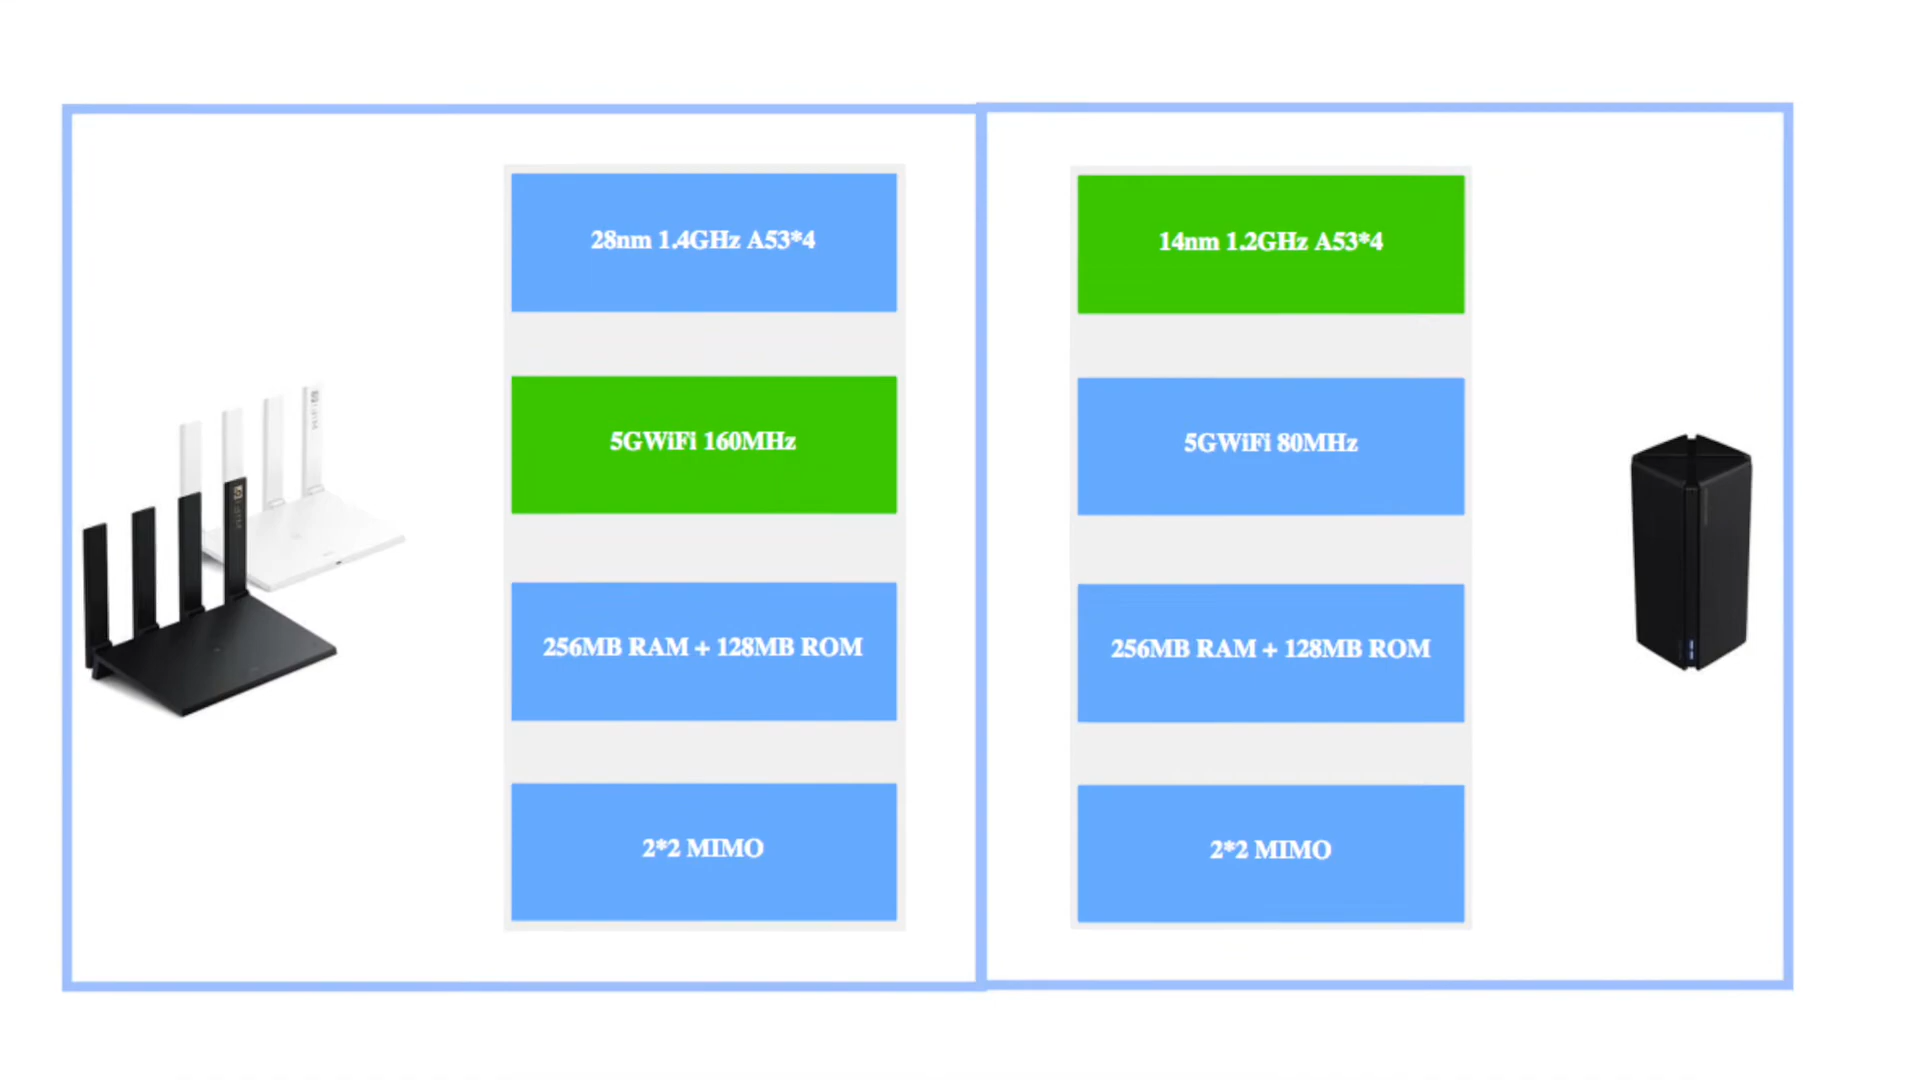 28nm 1.4GHz A53*4
5GWiFi 160MHz
256MB RAM + 128MB ROM
2*2 MIMO
14nm 1.2GHz A53*4
5GWiFi 80MHz
256MB RAM + 128MB ROM
2*2 MIMO